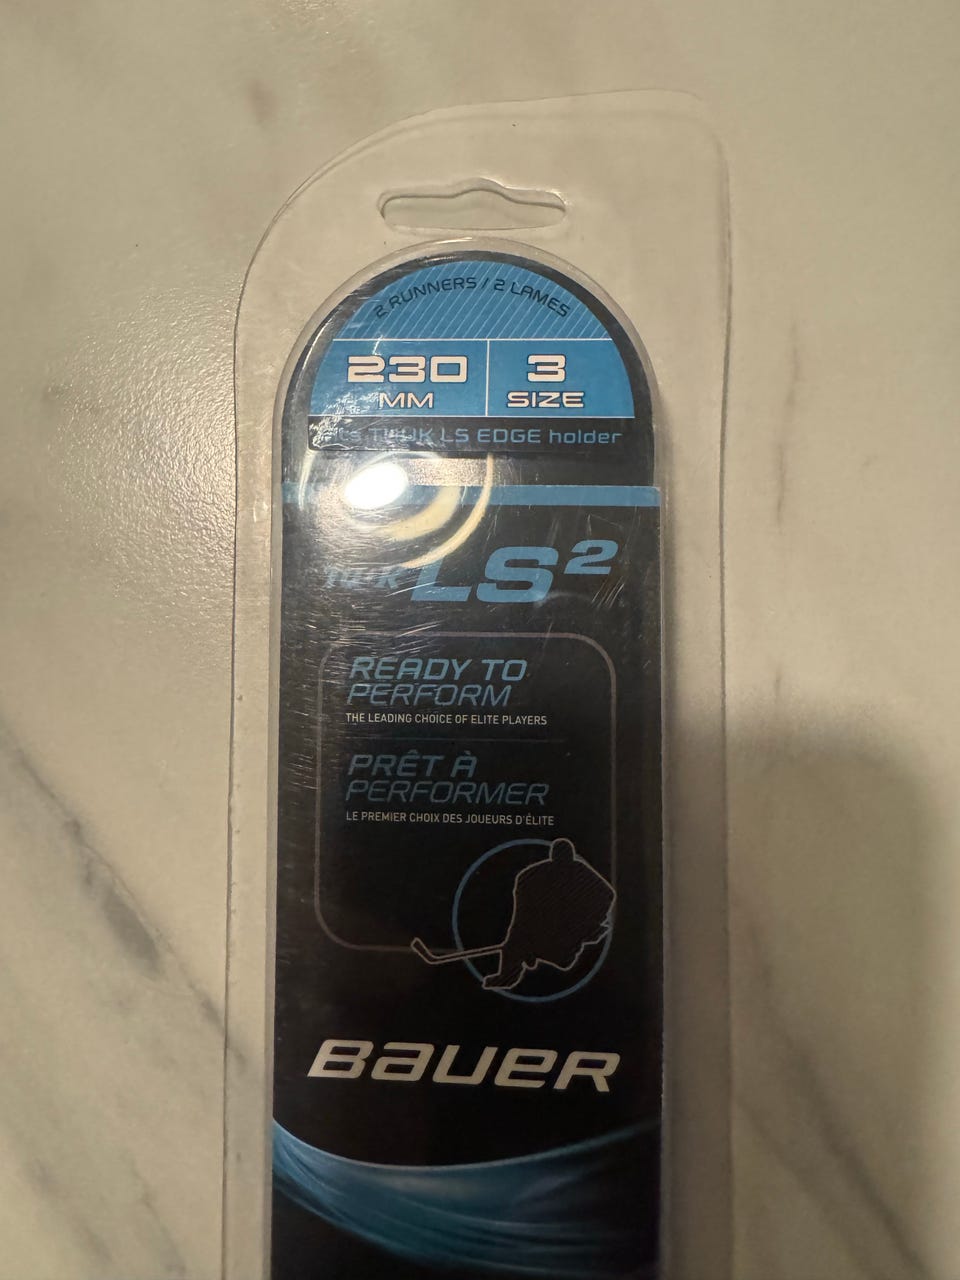 2 RUNNERS / 2 LAMES
230 MM
3 SIZE
TUUK LS EDGE holder
TUUK LS2
READY TO
PERFORM
THE LEADING CHOICE OF ELITE PLAYERS
PRÊT À
PERFORMER
LE PREMIER CHOIX DES JOUEURS D'ÉLITE
BAUER